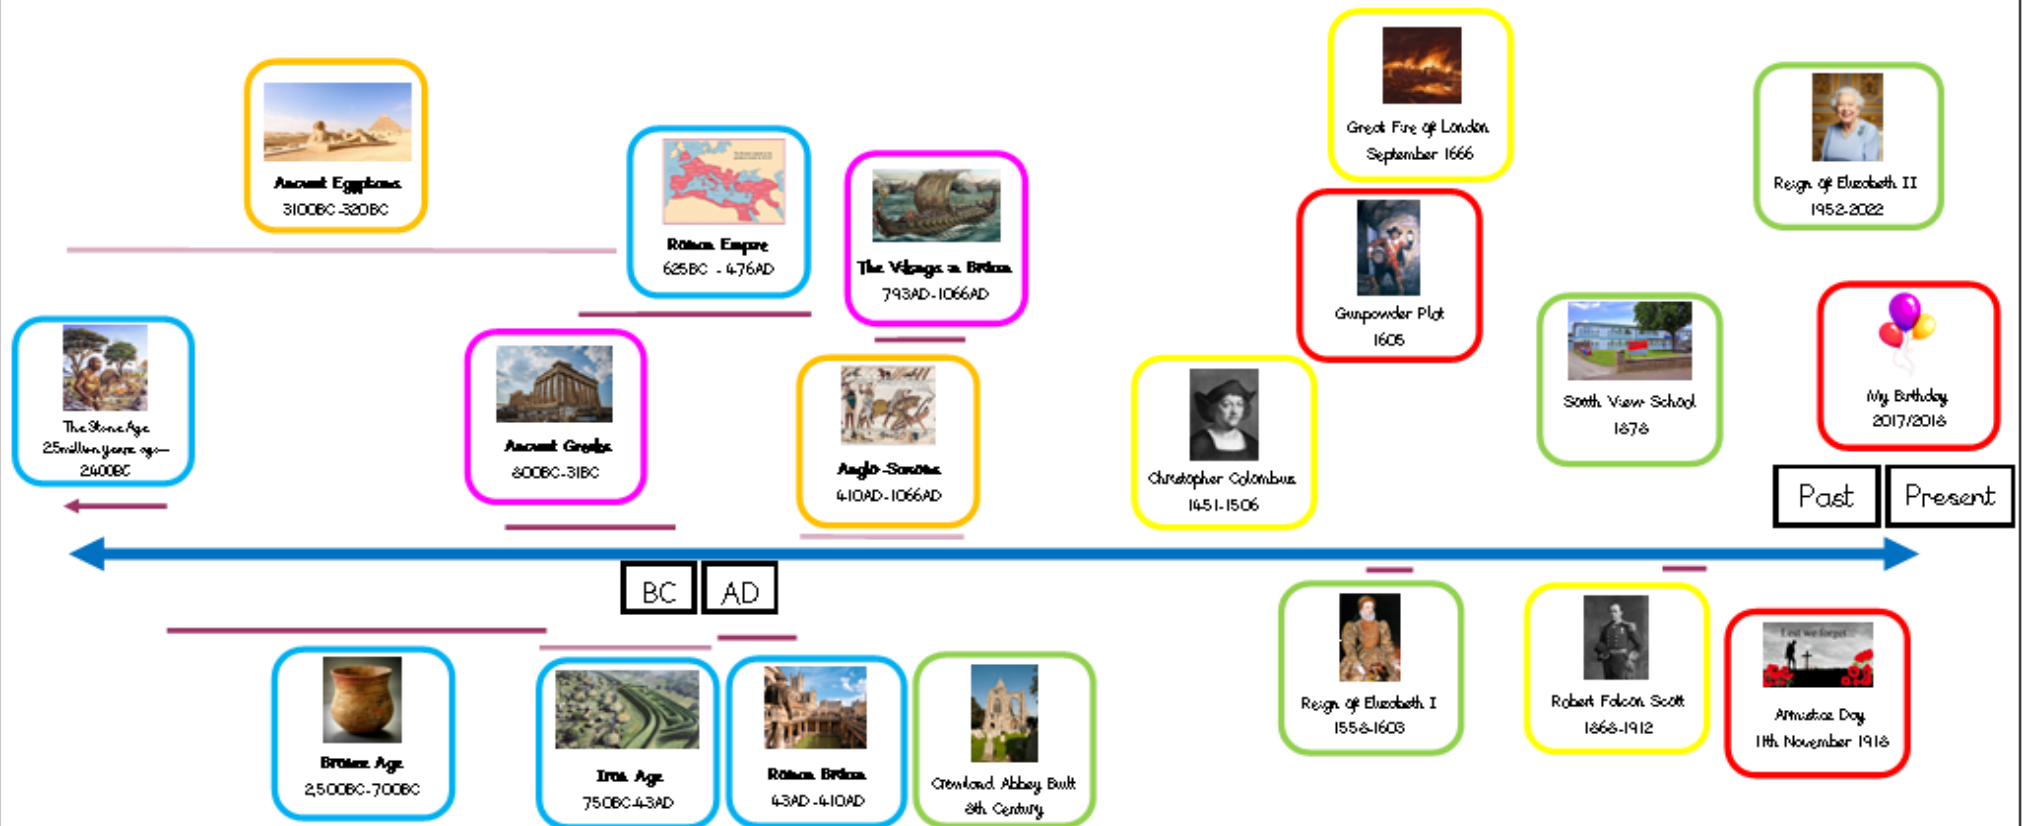 Great Fire of London
September 1666
Reign of Elizabeth II
1952-2022
Ancient Egyptians
3100BC-320BC
Roman Empire
625BC - 476AD
The Vikings in Britain
793AD-1066AD
Gunpowder Plot
1605
The Stone Age
2.5million years ago—
2400BC
Ancient Greeks
800BC-31BC
Anglo-Saxons
410AD-1066AD
Christopher Colombus
1451-1506
South View School
1878
My Birthday
2017/2018
Past
Present
BC
AD
Bronze Age
2,500BC-700BC
Iron Age
750BC-43AD
Roman Britain
43AD-410AD
Crowland Abbey Built
8th Century
Reign of Elizabeth I
1558-1603
Robert Falcon Scott
1868-1912
Lest we forget...
Armistice Day
11th November 1918